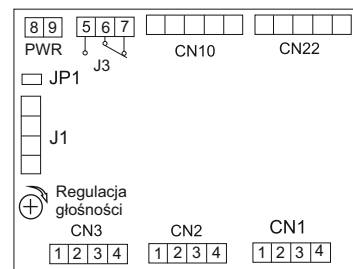 8 9 5 6 7
PWR J3 CN10 CN22
JP1
J1
Regulacja
głośności
CN3 CN2 CN1
1 2 3 4 1 2 3 4 1 2 3 4